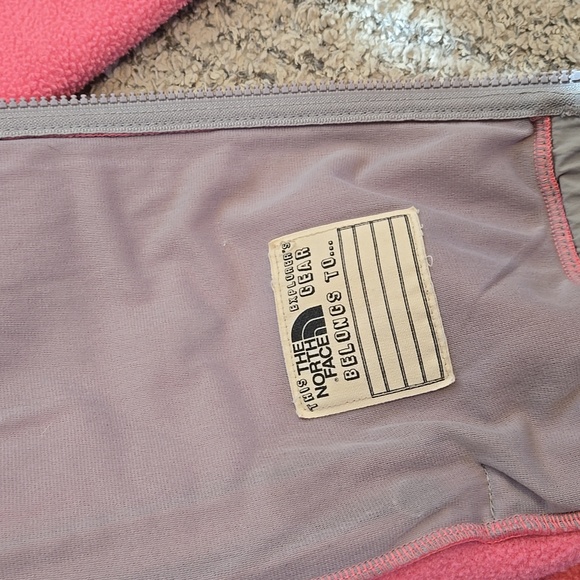 THIS THE NORTH FACE EXPLORER'S
GEAR
BELONGS TO...